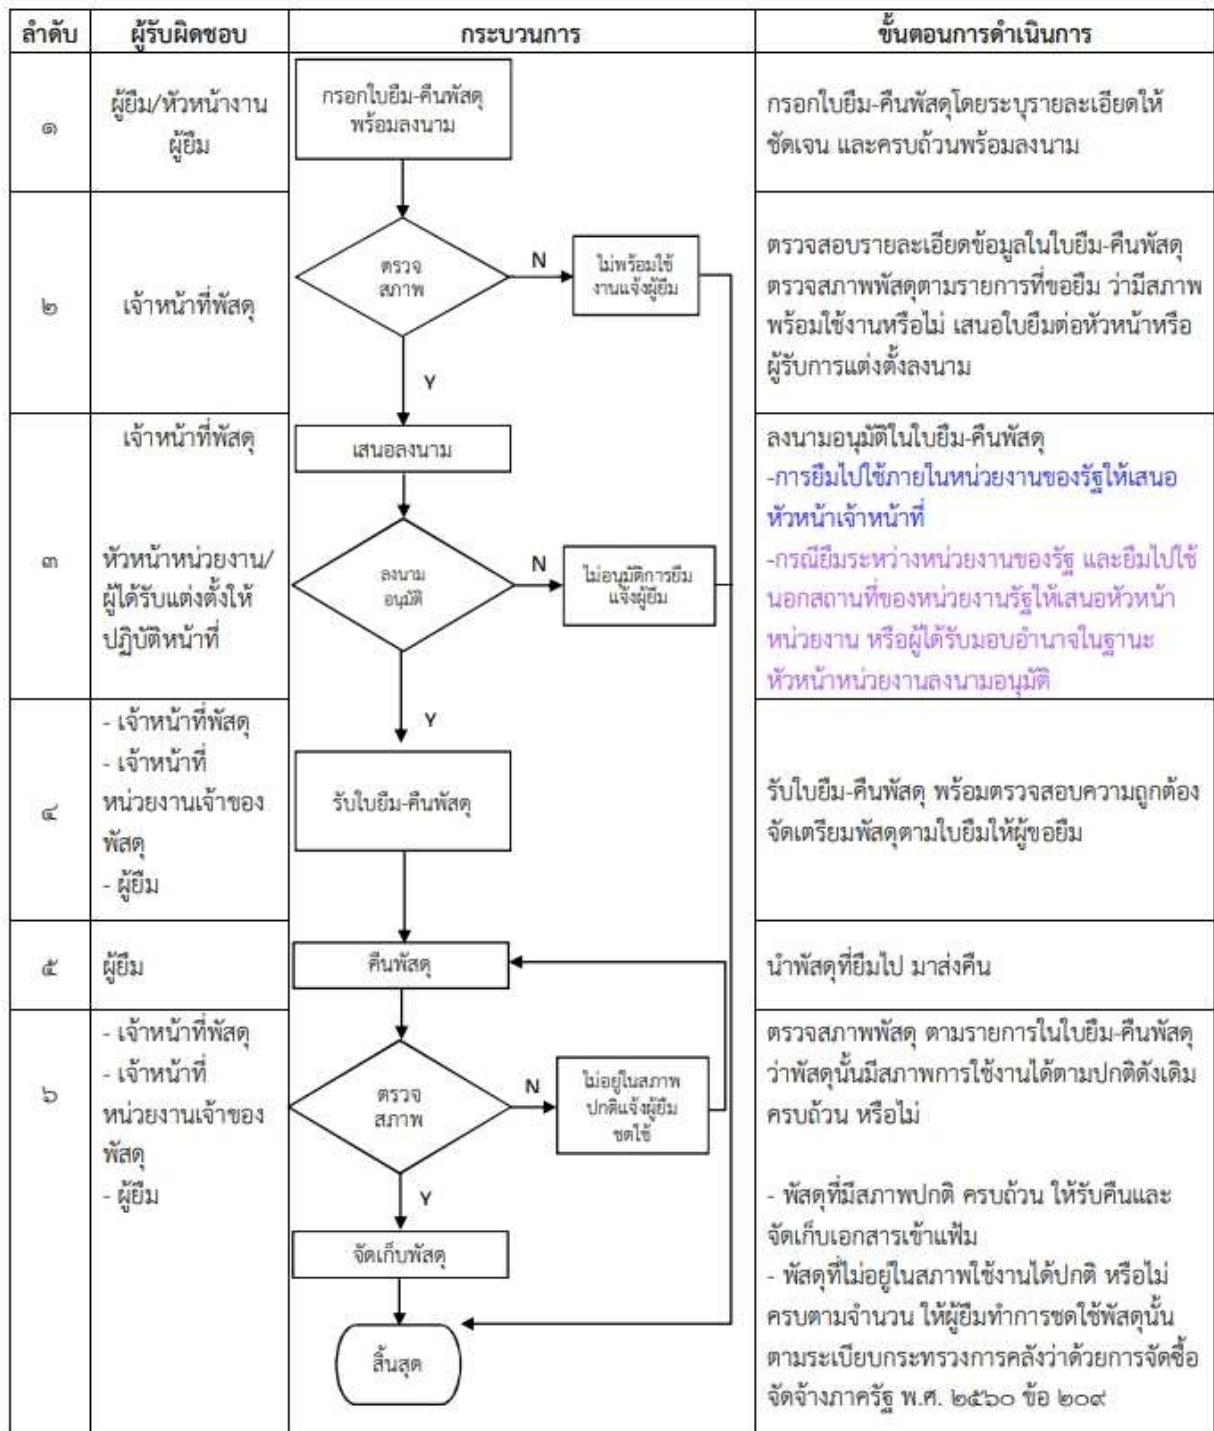 ลำดับ ผู้รับผิดชอบ กระบวนการ ขั้นตอนการดำเนินการ
๑
ผู้ยืม/หัวหน้างาน
ผู้ยืม
กรอกใบยืม-คืนพัสดุ
พร้อมลงนาม
กรอกใบยืม-คืนพัสดุโดยระบุรายละเอียดให้
ชัดเจน และครบถ้วนพร้อมลงนาม
๒
เจ้าหน้าที่พัสดุ
ตรวจ
สภาพ
N
ไม่พร้อมใช้
งานแจ้งผู้ยืม
Y
ตรวจสอบรายละเอียดข้อมูลในใบยืม-คืนพัสดุ
ตรวจสภาพพัสดุตามรายการที่ขอยืม ว่ามีสภาพ
พร้อมใช้งานหรือไม่ เสนอใบยืมต่อหัวหน้าหรือ
ผู้รับการแต่งตั้งลงนาม
๓
เจ้าหน้าที่พัสดุ
หัวหน้าหน่วยงาน/
ผู้ได้รับแต่งตั้งให้
ปฏิบัติหน้าที่
เสนอลงนาม
ลงนาม
อนุมัติ
N
ไม่อนุมัติการยืม
แจ้งผู้ยืม
Y
ลงนามอนุมัติในใบยืม-คืนพัสดุ
-การยืมไปใช้ภายในหน่วยงานของรัฐให้เสนอ
หัวหน้าเจ้าหน้าที่
-กรณียืมระหว่างหน่วยงานของรัฐ และยืมไปใช้
นอกสถานที่ของหน่วยงานรัฐให้เสนอหัวหน้า
หน่วยงาน หรือผู้ได้รับมอบอำนาจในฐานะ
หัวหน้าหน่วยงานลงนามอนุมัติ
๔
- เจ้าหน้าที่พัสดุ
- เจ้าหน้าที่
หน่วยงานเจ้าของ
พัสดุ
- ผู้ยืม
รับใบยืม-คืนพัสดุ
รับใบยืม-คืนพัสดุ พร้อมตรวจสอบความถูกต้อง
จัดเตรียมพัสดุตามใบยืมให้ผู้ขอยืม
๕
ผู้ยืม
คืนพัสดุ
นำพัสดุที่ยืมไป มาส่งคืน
๖
- เจ้าหน้าที่พัสดุ
- เจ้าหน้าที่
หน่วยงานเจ้าของ
พัสดุ
- ผู้ยืม
ตรวจ
สภาพ
N
ไม่อยู่ในสภาพ
ปกติแจ้งผู้ยืม
ชดใช้
Y
จัดเก็บพัสดุ
สิ้นสุด
ตรวจสภาพพัสดุ ตามรายการในใบยืม-คืนพัสดุ
ว่าพัสดุนั้นมีสภาพการใช้งานได้ตามปกติดังเดิม
ครบถ้วน หรือไม่
- พัสดุที่มีสภาพปกติ ครบถ้วน ให้รับคืนและ
จัดเก็บเอกสารเข้าแฟ้ม
- พัสดุที่ไม่อยู่ในสภาพใช้งานได้ปกติ หรือไม่
ครบตามจำนวน ให้ผู้ยืมทำการชดใช้พัสดุนั้น
ตามระเบียบกระทรวงการคลังว่าด้วยการจัดซื้อ
จัดจ้างภาครัฐ พ.ศ. ๒๕๖๐ ข้อ ๒๐๙